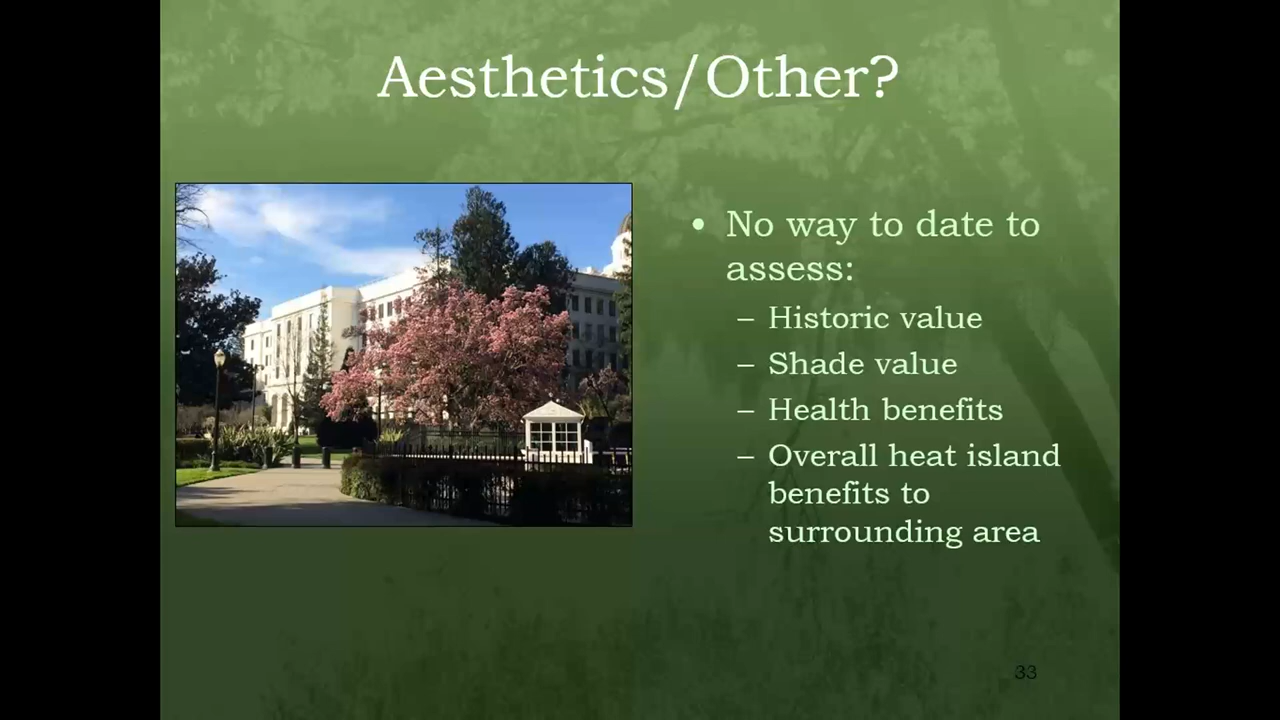 Aesthetics/Other?
• No way to date to
assess:
– Historic value
– Shade value
– Health benefits
– Overall heat island
benefits to
surrounding area
33